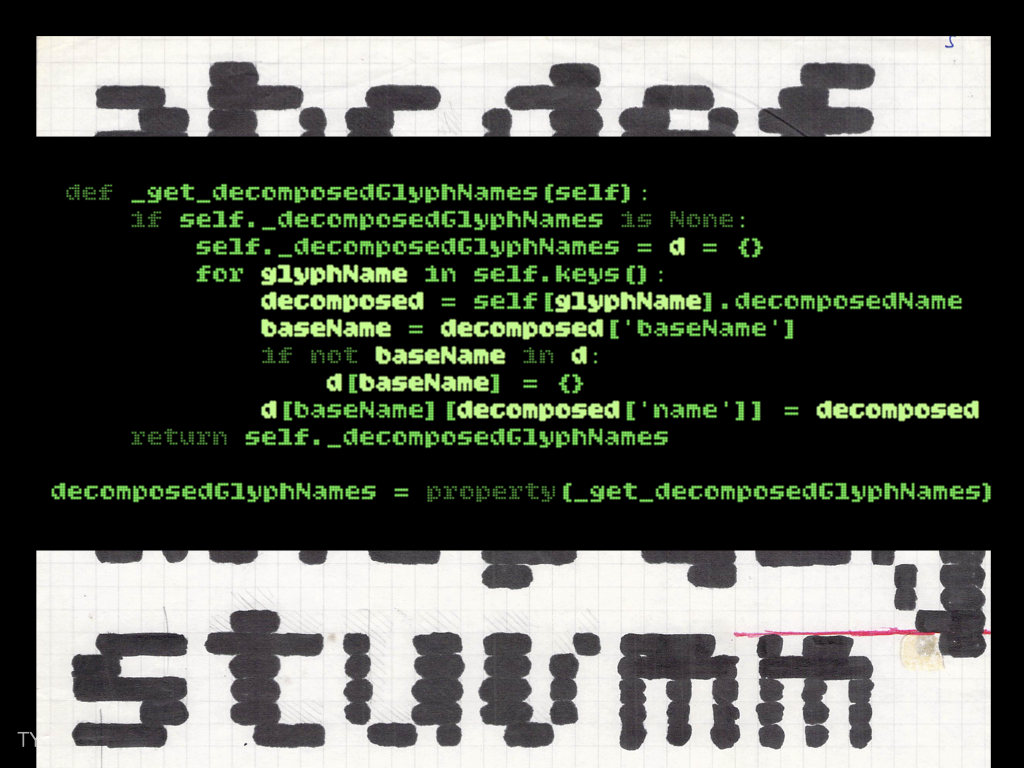 abcdef
def _get_decomposedGlyphNames(self):
if self._decomposedGlyphNames is None:
self._decomposedGlyphNames = d = {}
for glyphName in self.keys():
decomposed = self[glyphName].decomposedName
baseName = decomposed['baseName']
if not baseName in d:
d[baseName] = {}
d[baseName][decomposed['name']] = decomposed
return self._decomposedGlyphNames
decomposedGlyphNames = property(_get_decomposedGlyphNames)
stuvmm
TY